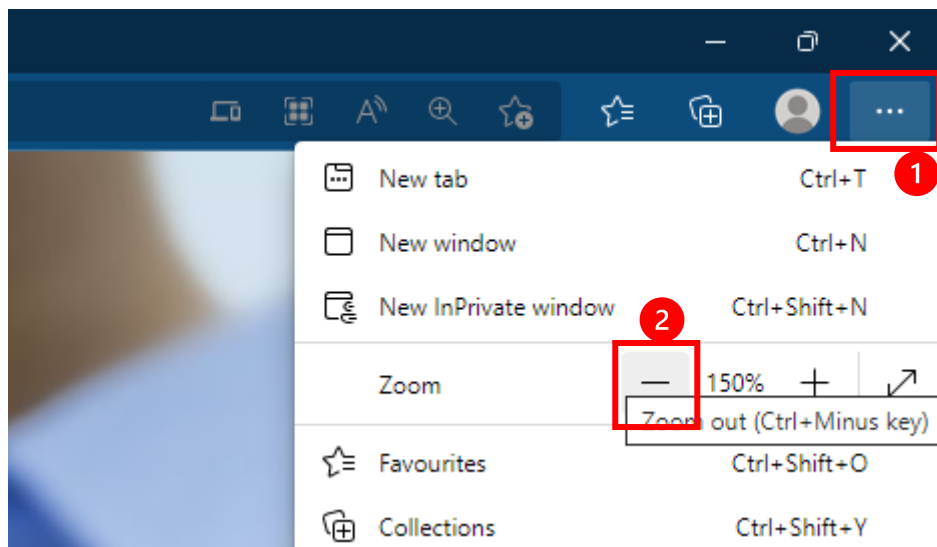 1
New tab Ctrl+T
New window Ctrl+N
New InPrivate window Ctrl+Shift+N
2
Zoom 150%
Zoom out (Ctrl+Minus key)
Favourites Ctrl+Shift+O
Collections Ctrl+Shift+Y